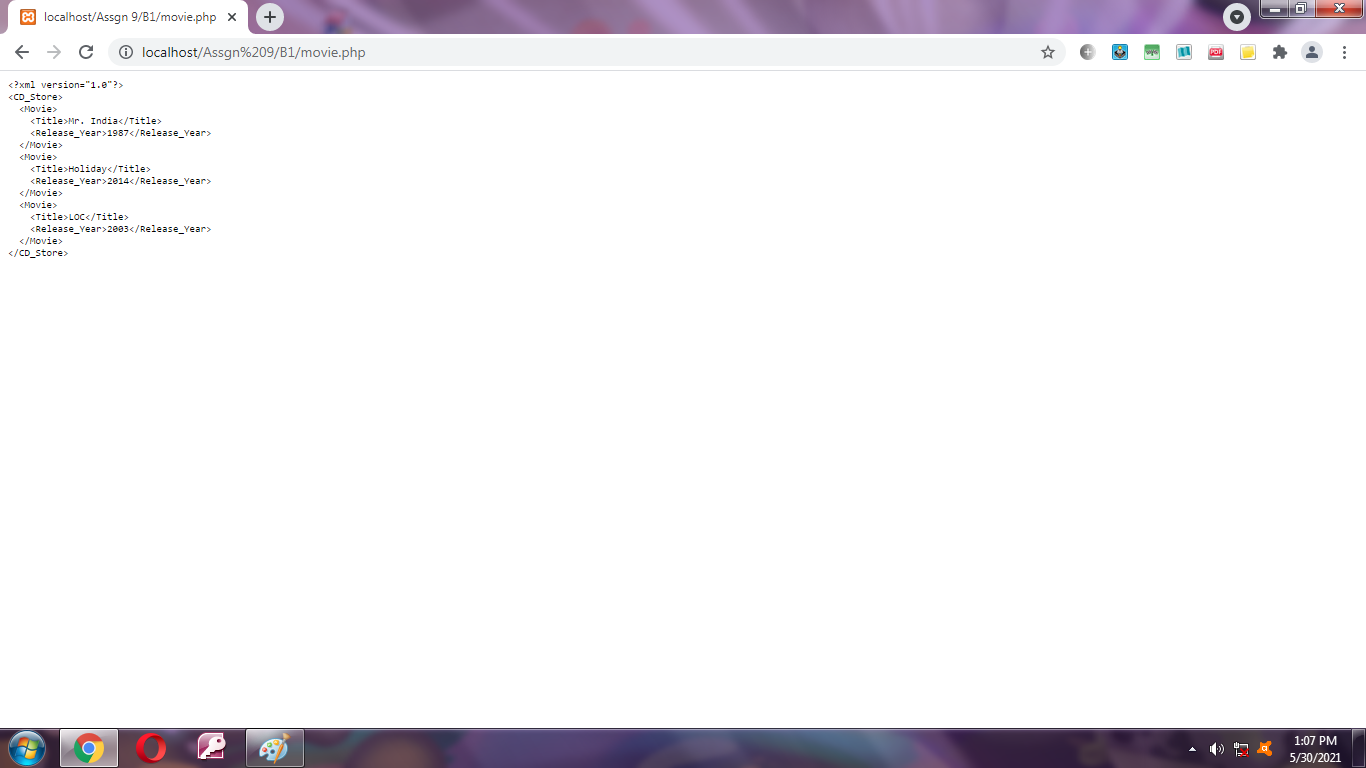 localhost/Assgn 9/B1/movie.php
localhost/Assgn%209/B1/movie.php
<?xml version="1.0"?>
<CD_Store>
  <Movie>
    <Title>Mr. India</Title>
    <Release_Year>1987</Release_Year>
  </Movie>
  <Movie>
    <Title>Holiday</Title>
    <Release_Year>2014</Release_Year>
  </Movie>
  <Movie>
    <Title>LOC</Title>
    <Release_Year>2003</Release_Year>
  </Movie>
</CD_Store>
1:07 PM
5/30/2021